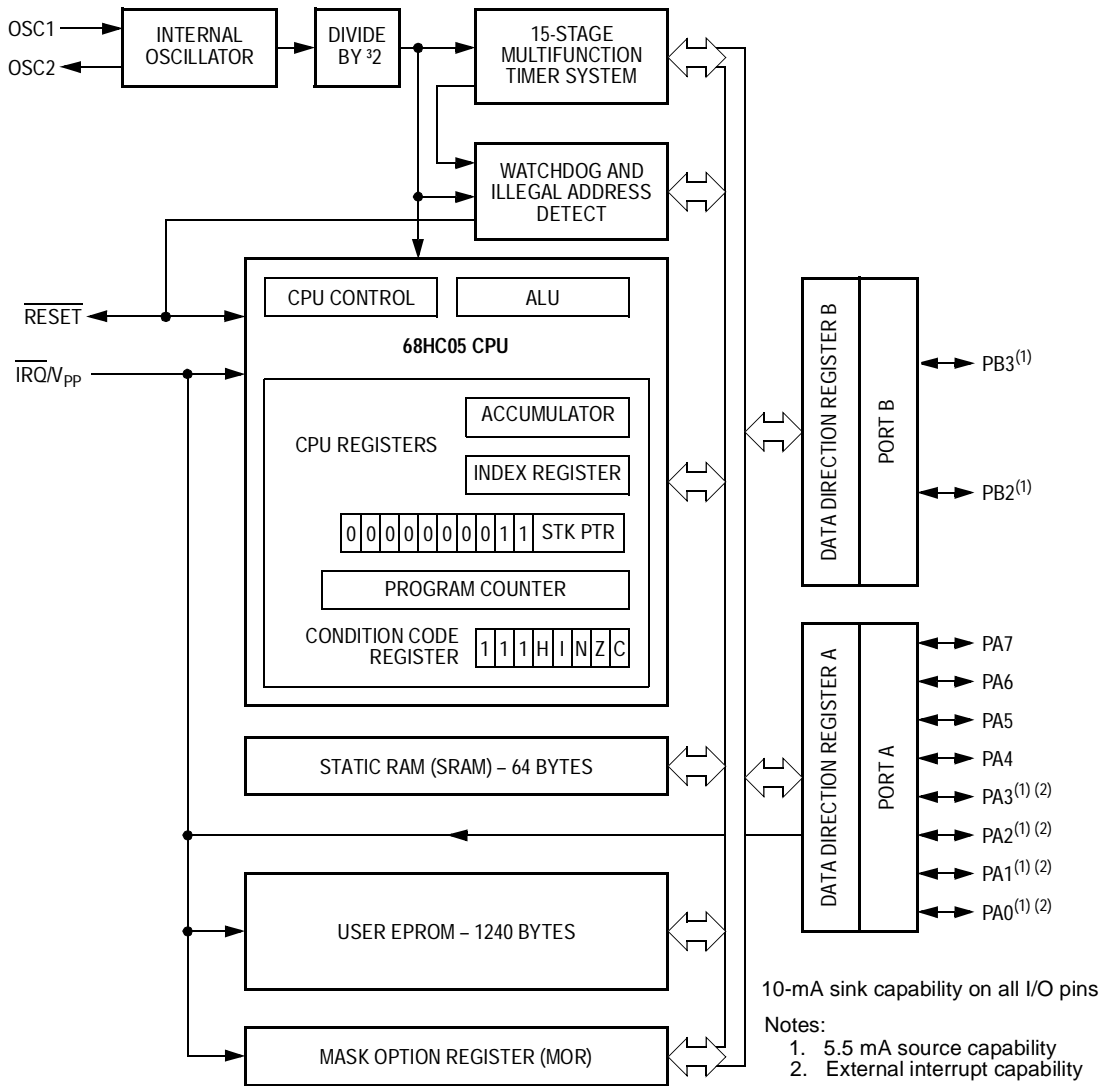 OSC1
OSC2
INTERNAL
OSCILLATOR
DIVIDE
BY ³2
15-STAGE
MULTIFUNCTION
TIMER SYSTEM
WATCHDOG AND
ILLEGAL ADDRESS
DETECT
RESET
IRQ/VPP
CPU CONTROL
ALU
68HC05 CPU
CPU REGISTERS
ACCUMULATOR
INDEX REGISTER
0 0 0 0 0 0 0 0 1 1 STK PTR
PROGRAM COUNTER
CONDITION CODE
REGISTER
1 1 1 H I N Z C
STATIC RAM (SRAM) – 64 BYTES
USER EPROM – 1240 BYTES
MASK OPTION REGISTER (MOR)
DATA DIRECTION REGISTER B
PORT B
PB3(1)
PB2(1)
DATA DIRECTION REGISTER A
PORT A
PA7
PA6
PA5
PA4
PA3(1) (2)
PA2(1) (2)
PA1(1) (2)
PA0(1) (2)
10-mA sink capability on all I/O pins
Notes:
1. 5.5 mA source capability
2. External interrupt capability